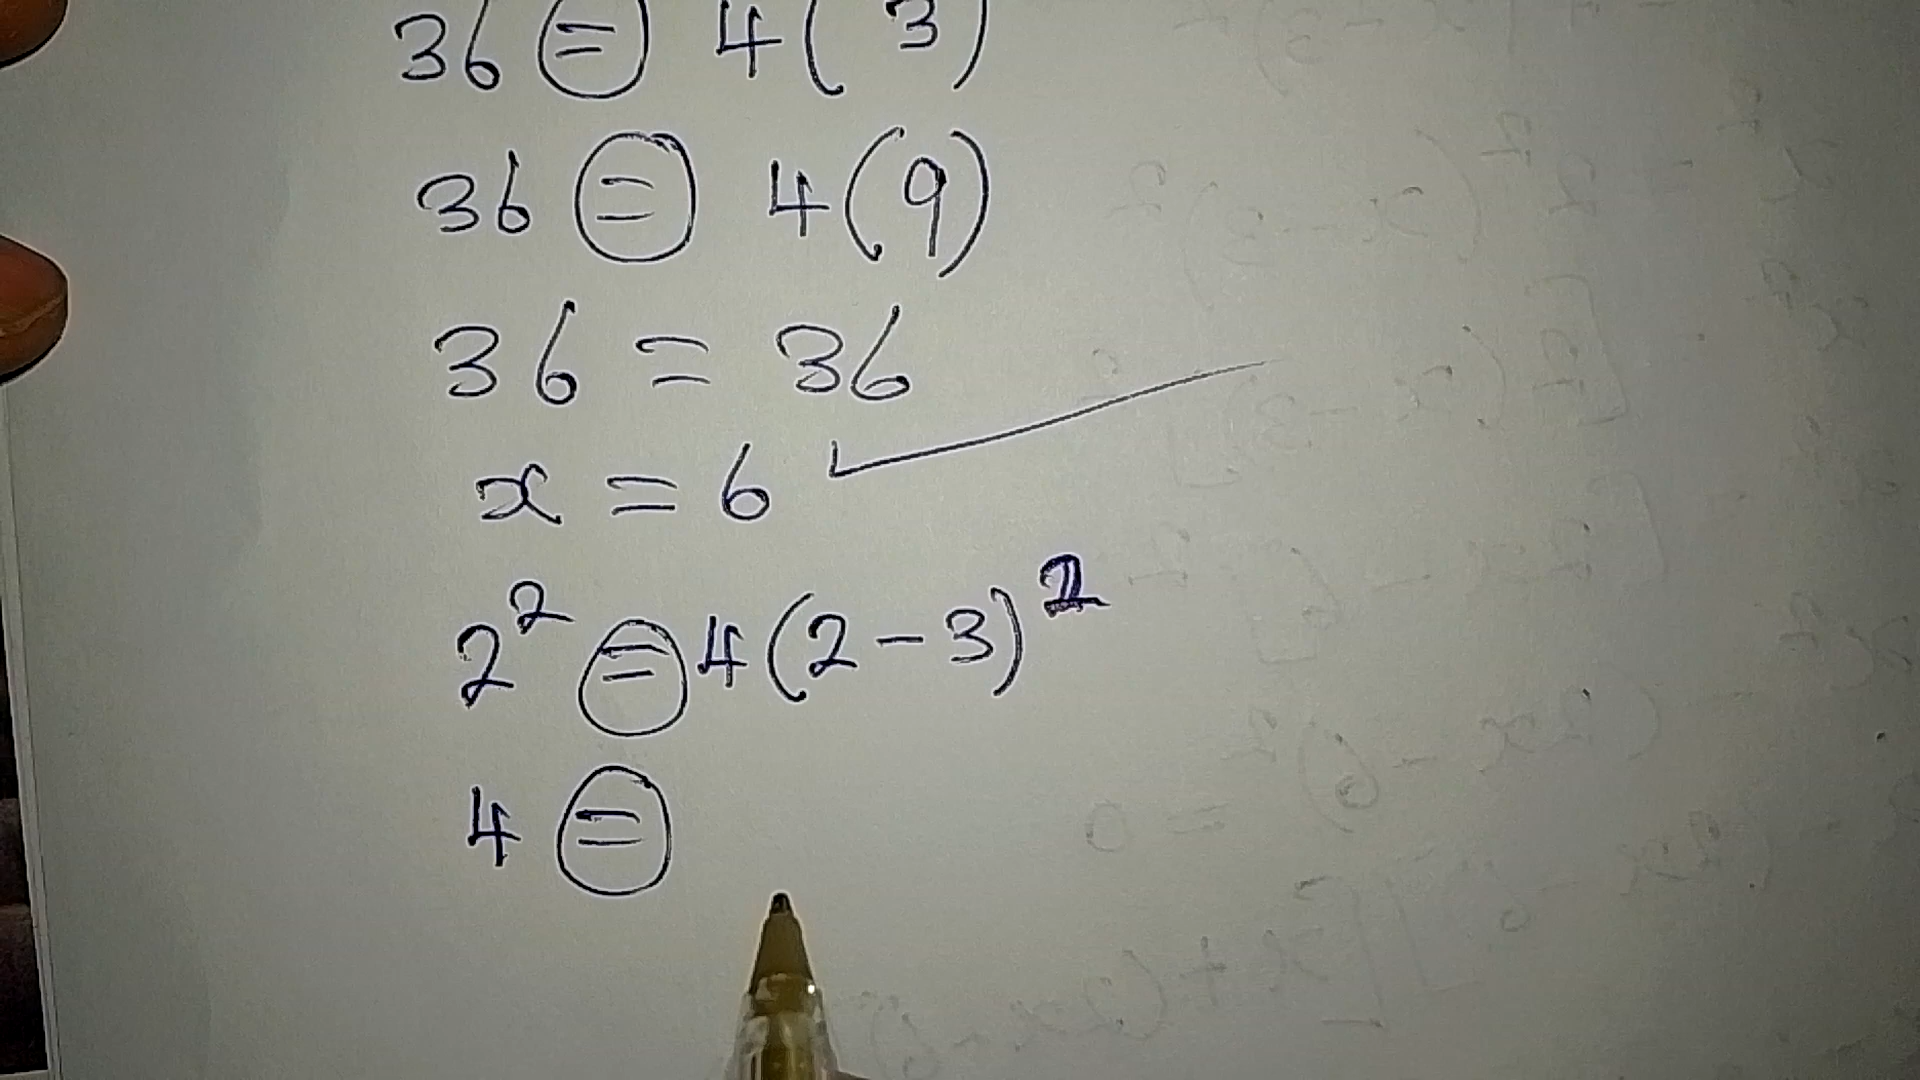 36 = 4( 3)
36 = 4(9)
36 = 36
x = 6
2² = 4(2-3)²
4 =